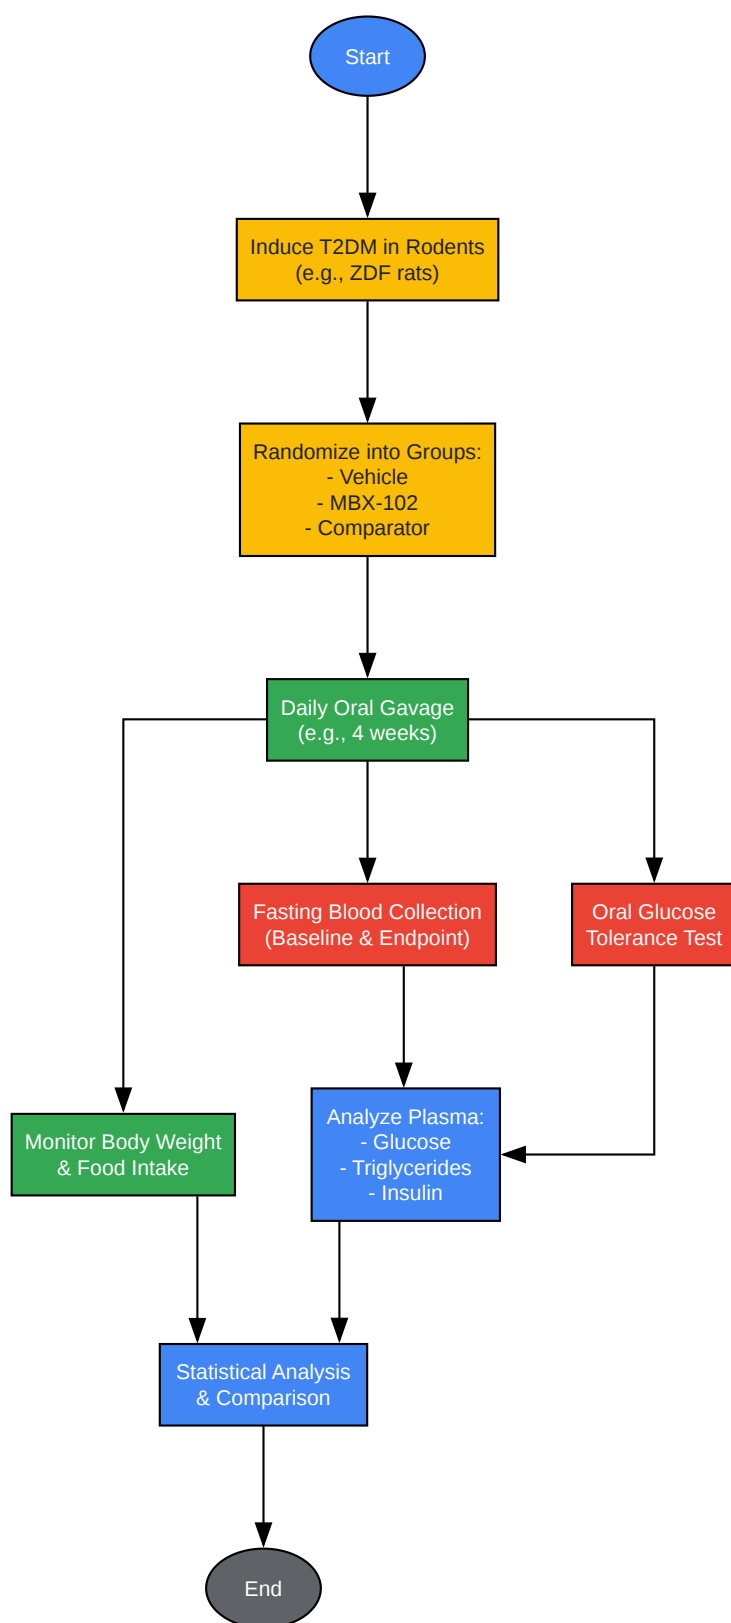 Start
Induce T2DM in Rodents
(e.g., ZDF rats)
Randomize into Groups:
- Vehicle
- MBX-102
- Comparator
Daily Oral Gavage
(e.g., 4 weeks)
Fasting Blood Collection
(Baseline & Endpoint)
Oral Glucose
Tolerance Test
Monitor Body Weight
& Food Intake
Analyze Plasma:
- Glucose
- Triglycerides
- Insulin
Statistical Analysis
& Comparison
End